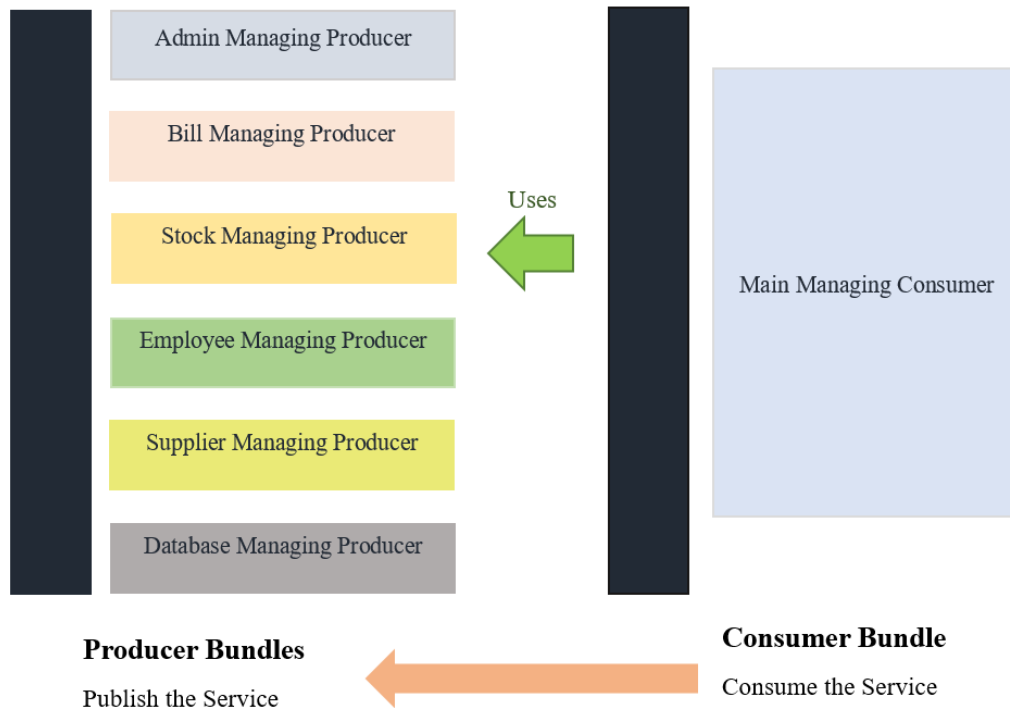 Admin Managing Producer
Bill Managing Producer
Stock Managing Producer
Employee Managing Producer
Supplier Managing Producer
Database Managing Producer
Uses
Main Managing Consumer
Producer Bundles
Publish the Service
Consumer Bundle
Consume the Service